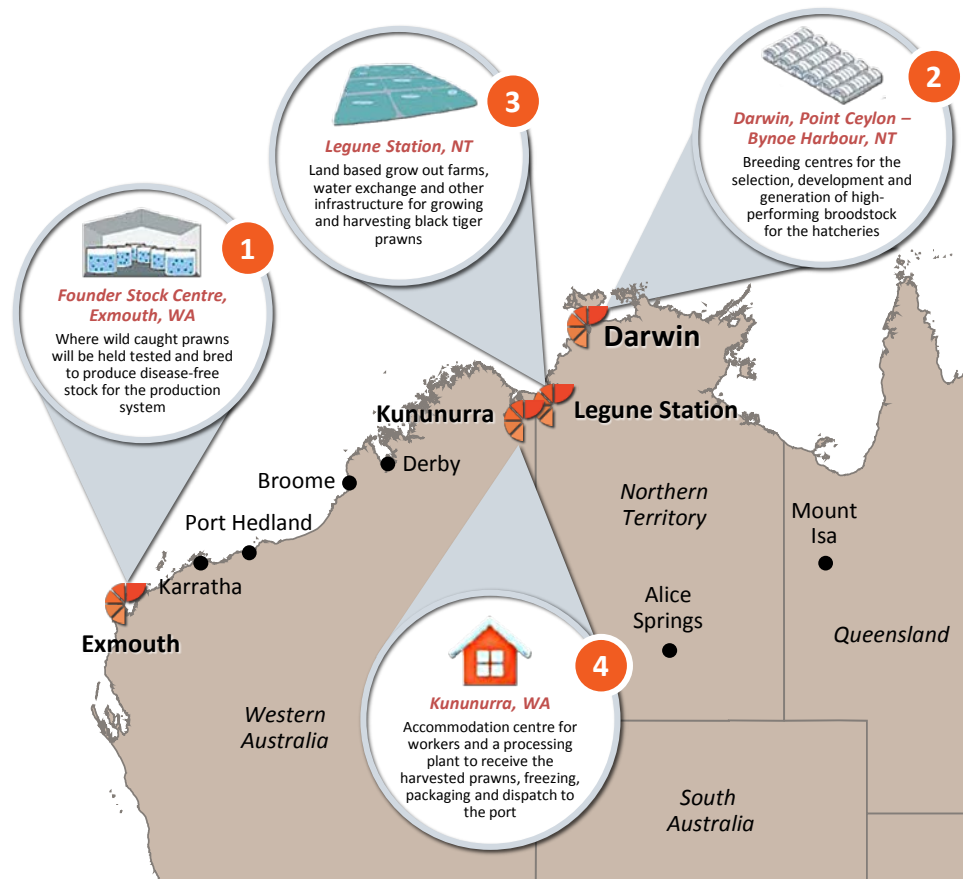 1
Founder Stock Centre,
Exmouth, WA
Where wild caught prawns
will be held tested and bred
to produce disease-free
stock for the production
system
3
Legune Station, NT
Land based grow out farms,
water exchange and other
infrastructure for growing
and harvesting black tiger
prawns
2
Darwin, Point Ceylon –
Bynoe Harbour, NT
Breeding centres for the
selection, development and
generation of high-
performing broodstock
for the hatcheries
Darwin
Legune Station
Kununurra
Derby
Broome
Port Hedland
Karratha
Exmouth
Northern
Territory
Mount
Isa
Alice
Springs
Queensland
Western
Australia
South
Australia
4
Kununurra, WA
Accommodation centre for
workers and a processing
plant to receive the
harvested prawns, freezing,
packaging and dispatch to
the port